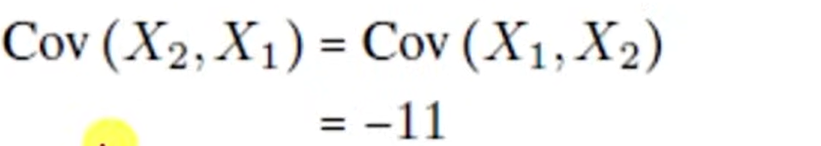 Cov (X₂, X₁) = Cov (X₁, X₂)
= −11